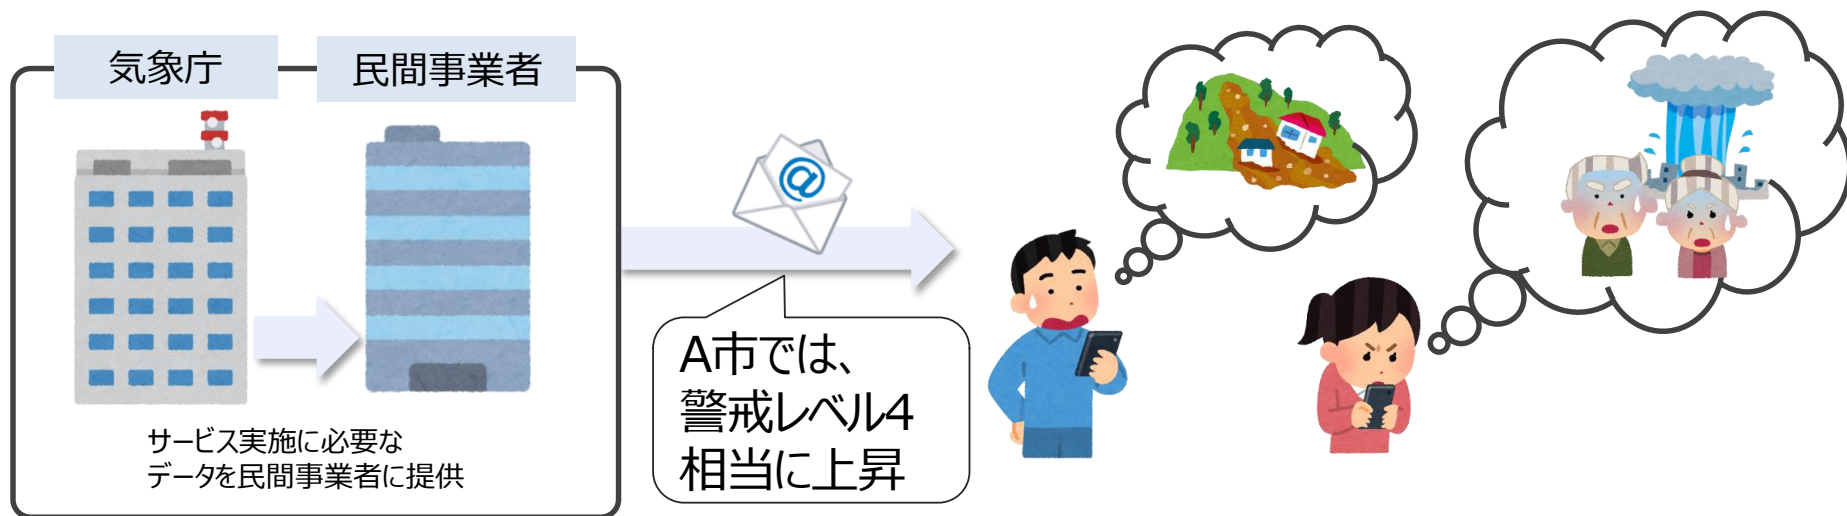 気象庁
民間事業者
サービス実施に必要な
データを民間事業者に提供
@
A市では、
警戒レベル4
相当に上昇